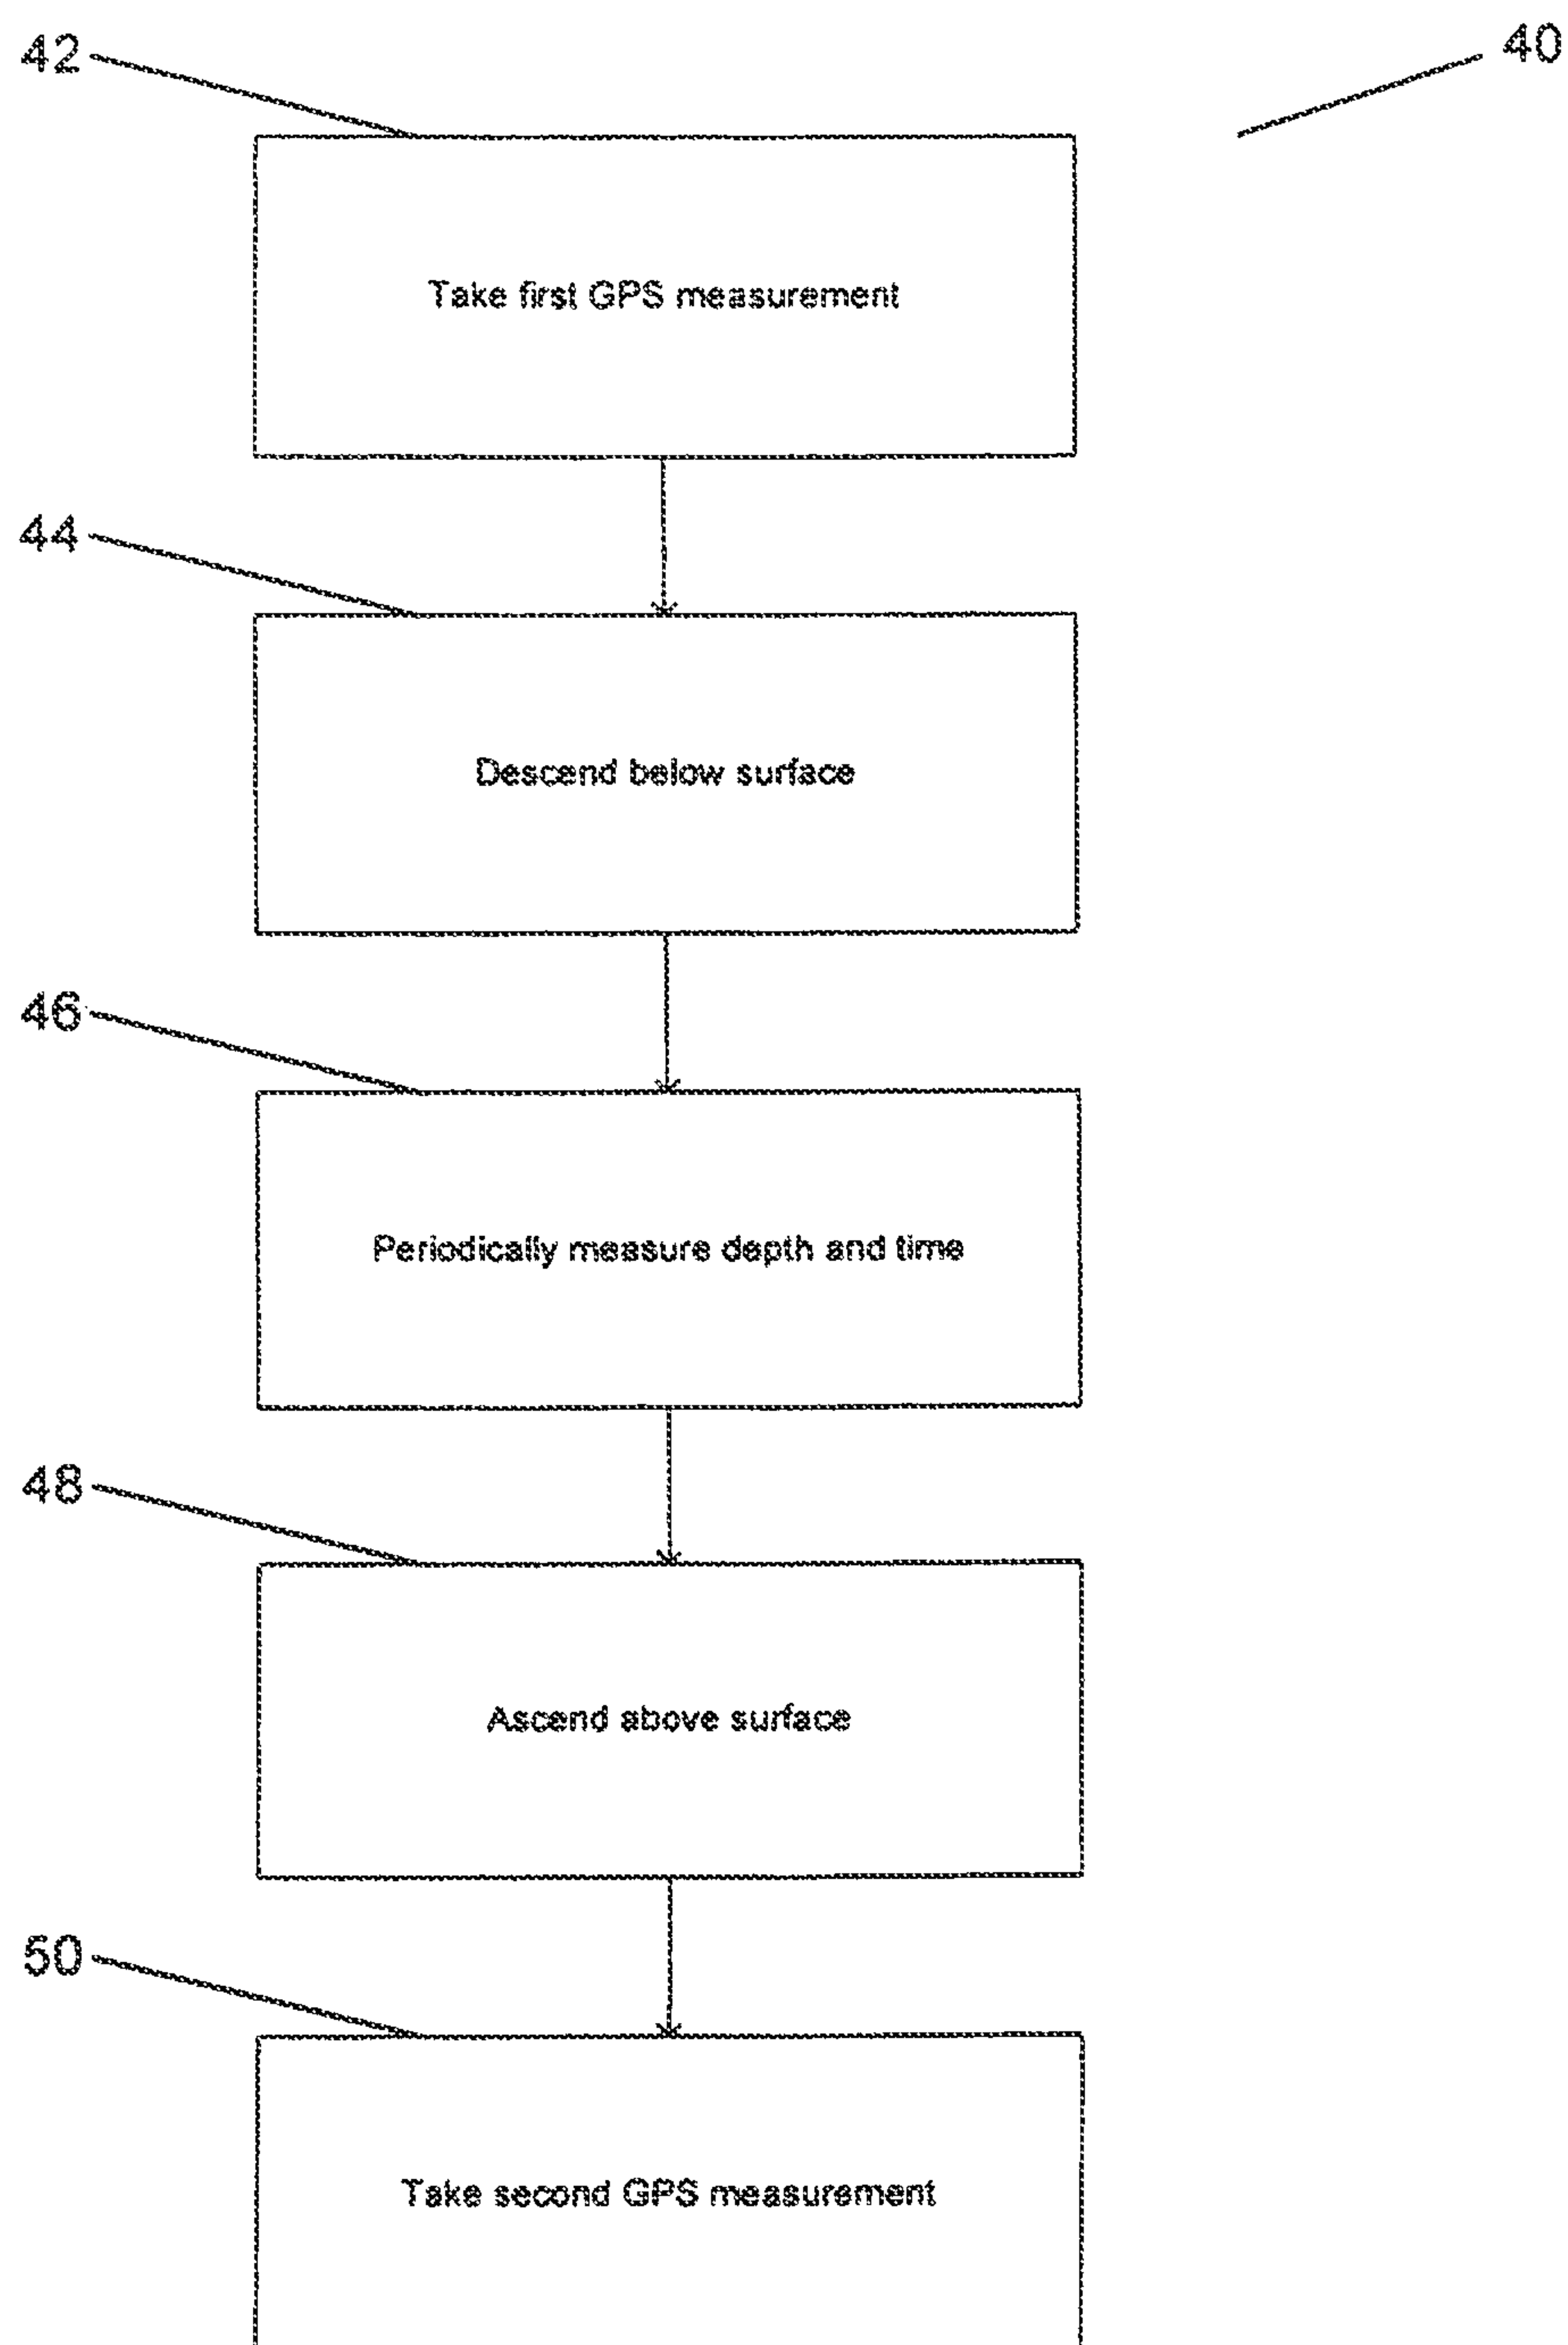 42
40
Take first GPS measurement
44
Descend below surface
46
Periodically measure depth and time
48
Ascend above surface
50
Take second GPS measurement